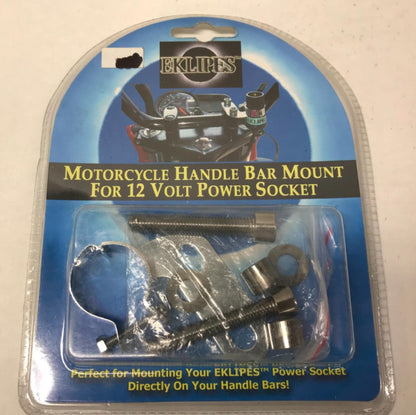 EKLIPES™
MOTORCYCLE HANDLE BAR MOUNT
FOR 12 VOLT POWER SOCKET
Perfect for Mounting Your EKLIPES™ Power Socket
Directly On Your Handle Bars!